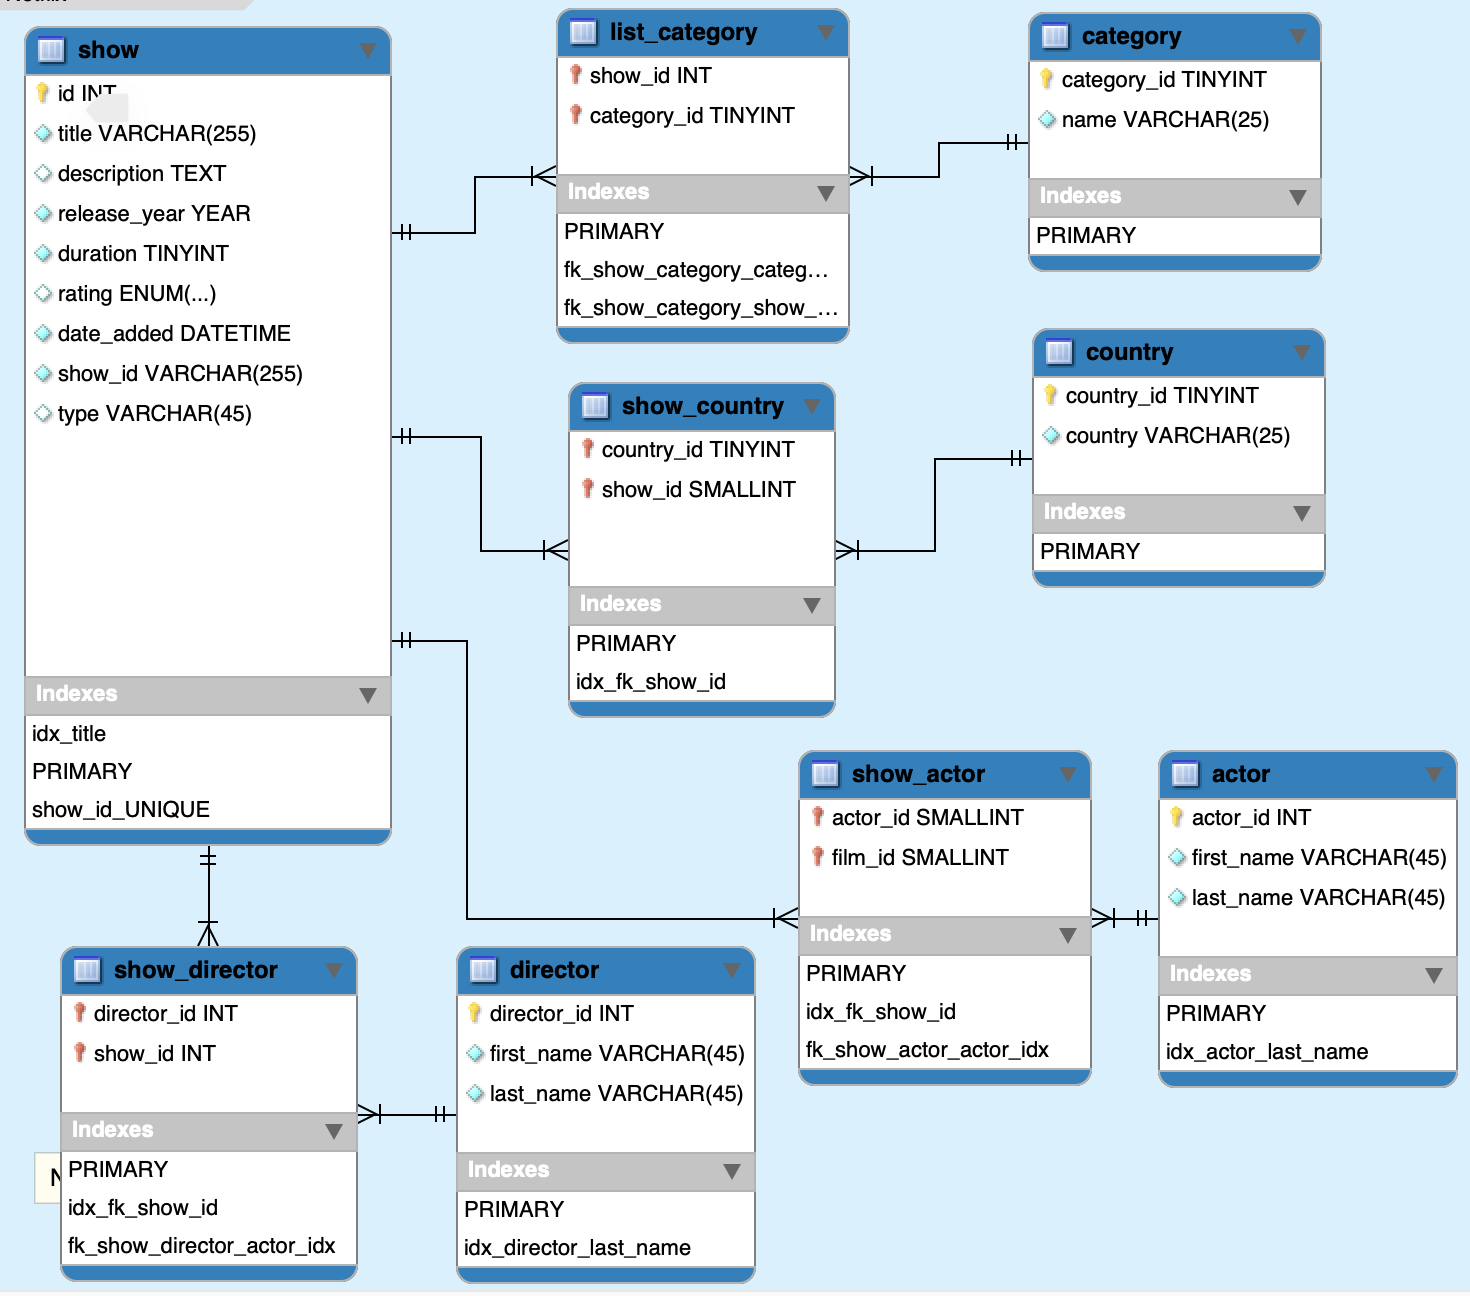 show
id INT
title VARCHAR(255)
description TEXT
release_year YEAR
duration TINYINT
rating ENUM(...)
date_added DATETIME
show_id VARCHAR(255)
type VARCHAR(45)
Indexes
idx_title
PRIMARY
show_id_UNIQUE
list_category
show_id INT
category_id TINYINT
Indexes
PRIMARY
fk_show_category_categ...
fk_show_category_show_...
category
category_id TINYINT
name VARCHAR(25)
Indexes
PRIMARY
show_country
country_id TINYINT
show_id SMALLINT
Indexes
PRIMARY
idx_fk_show_id
country
country_id TINYINT
country VARCHAR(25)
Indexes
PRIMARY
show_actor
actor_id SMALLINT
film_id SMALLINT
Indexes
PRIMARY
idx_fk_show_id
fk_show_actor_actor_idx
actor
actor_id INT
first_name VARCHAR(45)
last_name VARCHAR(45)
Indexes
PRIMARY
idx_actor_last_name
show_director
director_id INT
show_id INT
Indexes
PRIMARY
idx_fk_show_id
fk_show_director_actor_idx
director
director_id INT
first_name VARCHAR(45)
last_name VARCHAR(45)
Indexes
PRIMARY
idx_director_last_name